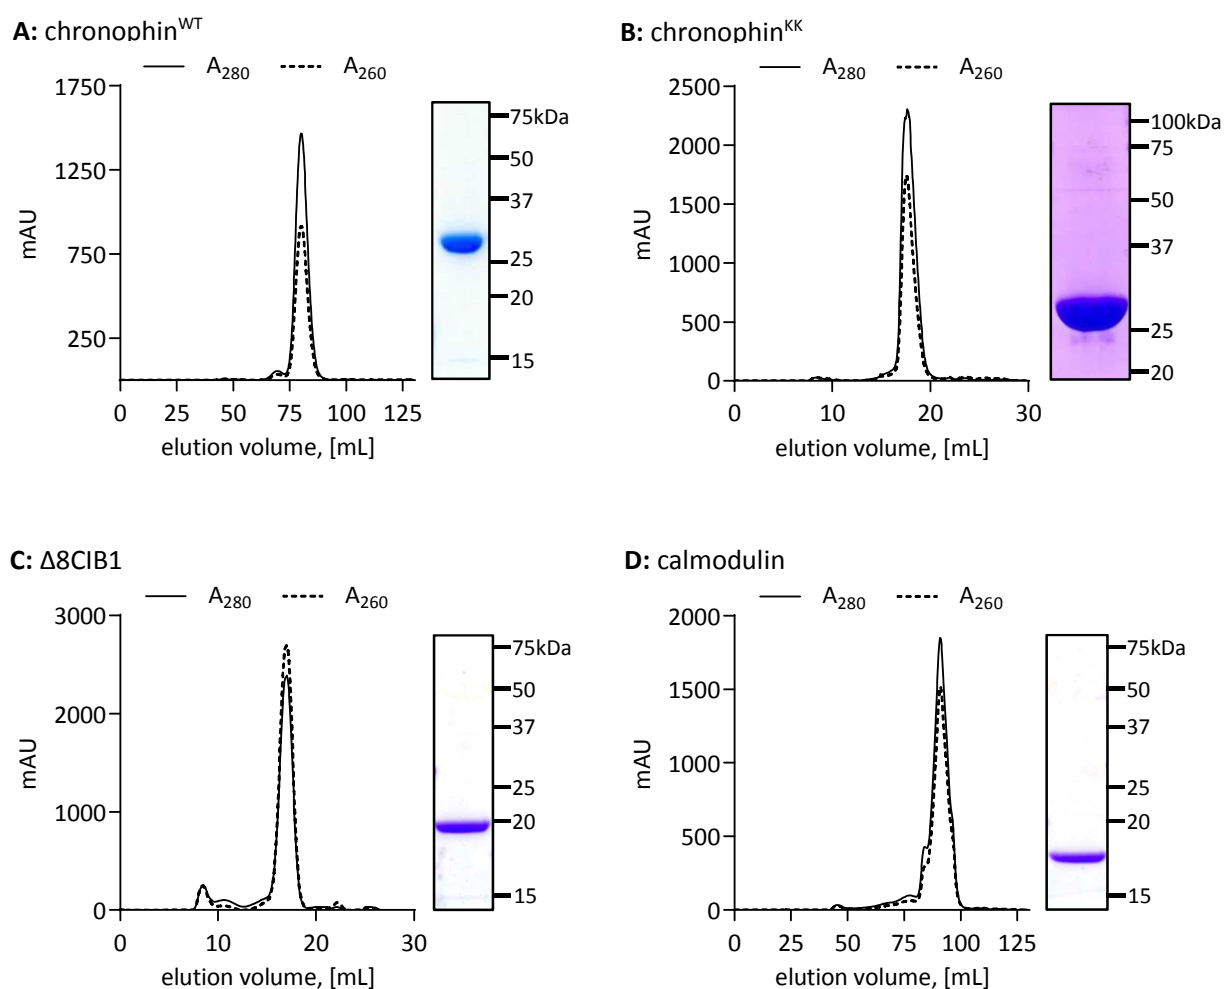 A: chronophinWT
A280 A260
1750
1250
750
250
mAU
0 25 50 75 100 125
elution volume, [mL]
75kDa
50
37
25
20
15
B: chronophinKK
A280 A260
2500
2000
1500
1000
500
0
mAU
0 10 20 30
elution volume, [mL]
100kDa
75
50
37
25
20
C: Δ8CIB1
A280 A260
3000
2000
1000
0
mAU
0 10 20 30
elution volume, [mL]
75kDa
50
37
25
20
15
D: calmodulin
A280 A260
2000
1500
1000
500
0
mAU
0 25 50 75 100 125
elution volume, [mL]
75kDa
50
37
25
20
15